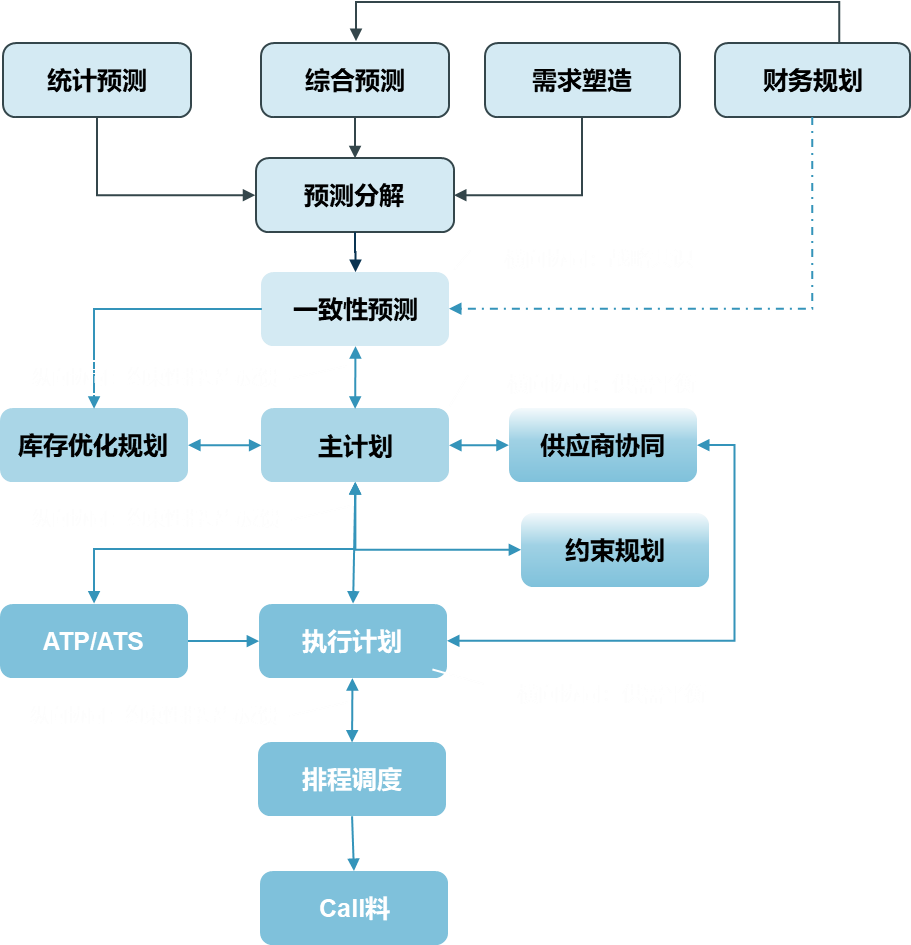 统计预测
综合预测
需求塑造
财务规划
预测分解
一致性预测
库存优化规划
主计划
供应商协同
约束规划
ATP/ATS
执行计划
排程调度
Call料